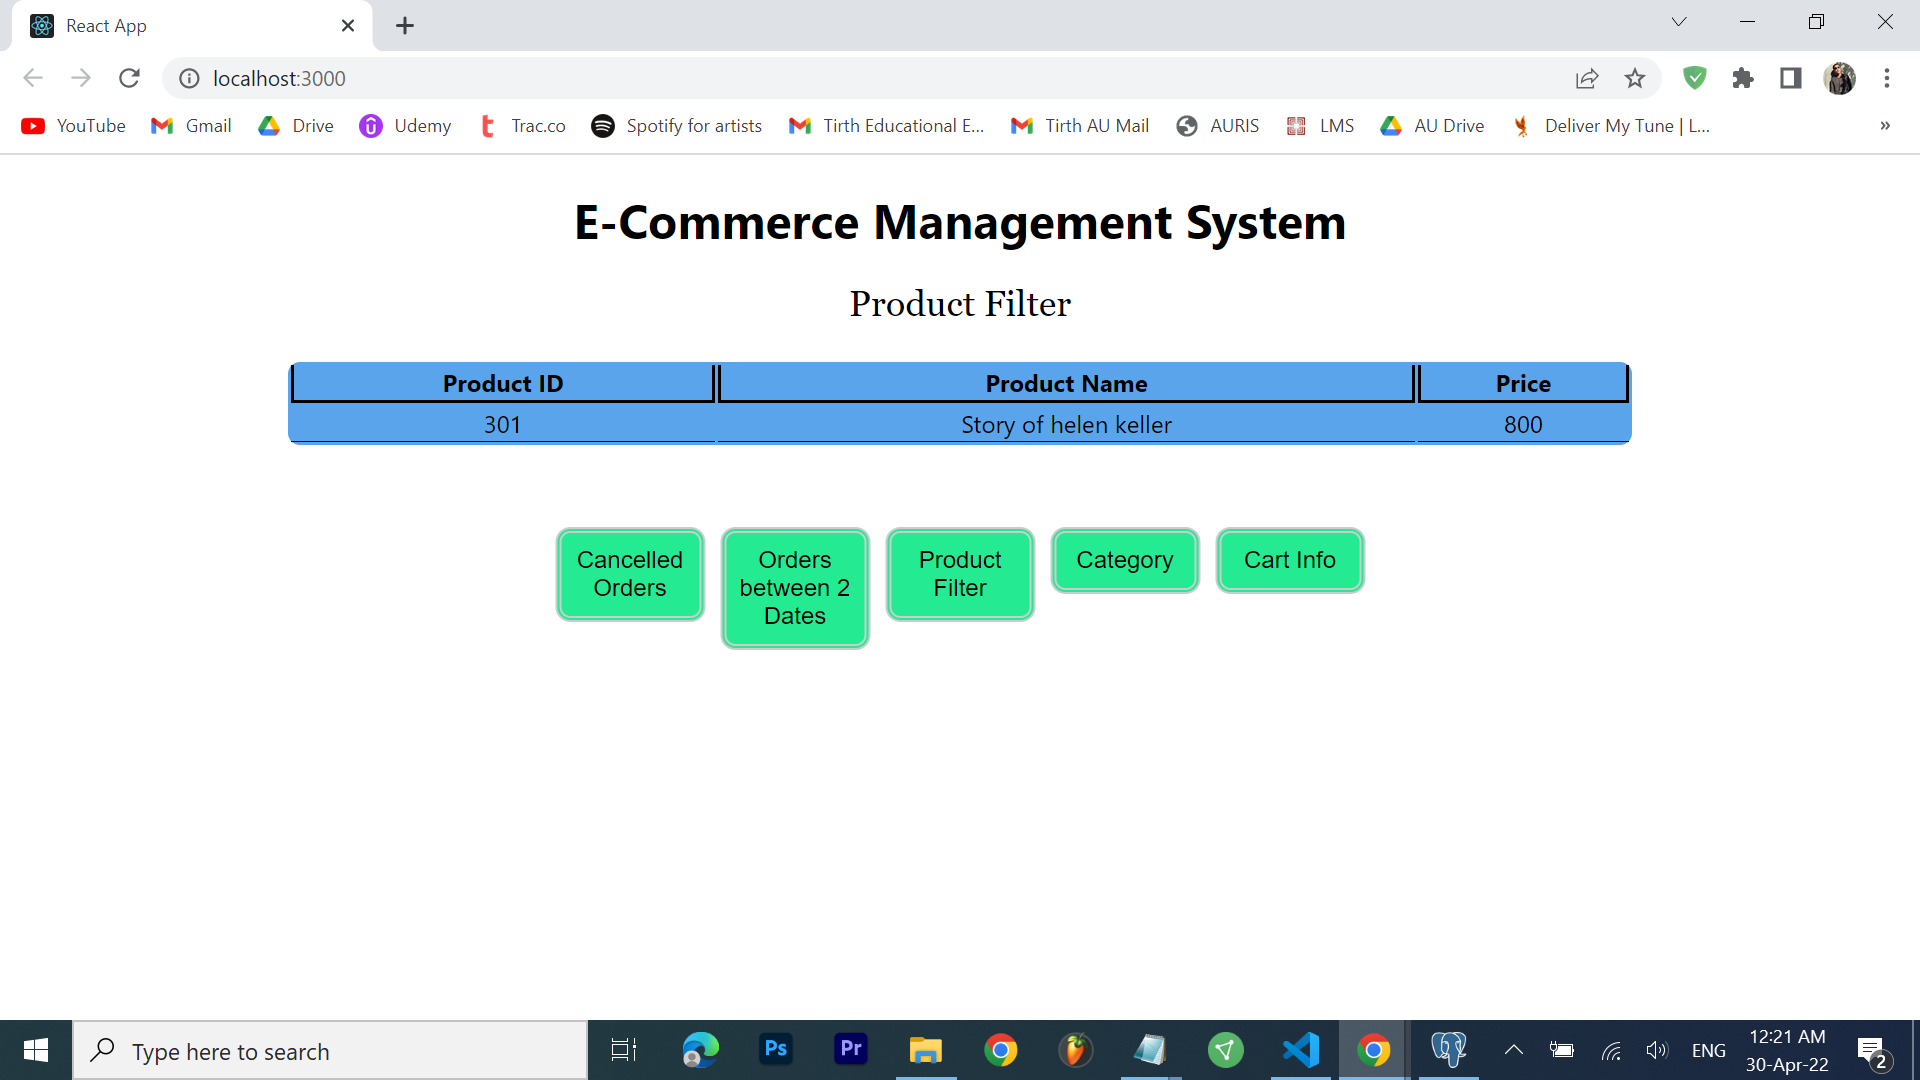 React App
localhost:3000
YouTube Gmail Drive Udemy Trac.co Spotify for artists Tirth Educational E... Tirth AU Mail AURIS LMS AU Drive Deliver My Tune | L... »
E-Commerce Management System
Product Filter
Product ID Product Name Price
301 Story of helen keller 800
Cancelled
Orders
Orders
between 2
Dates
Product
Filter
Category
Cart Info
Type here to search
Ps
Pr
ENG
12:21 AM
30-Apr-22
2